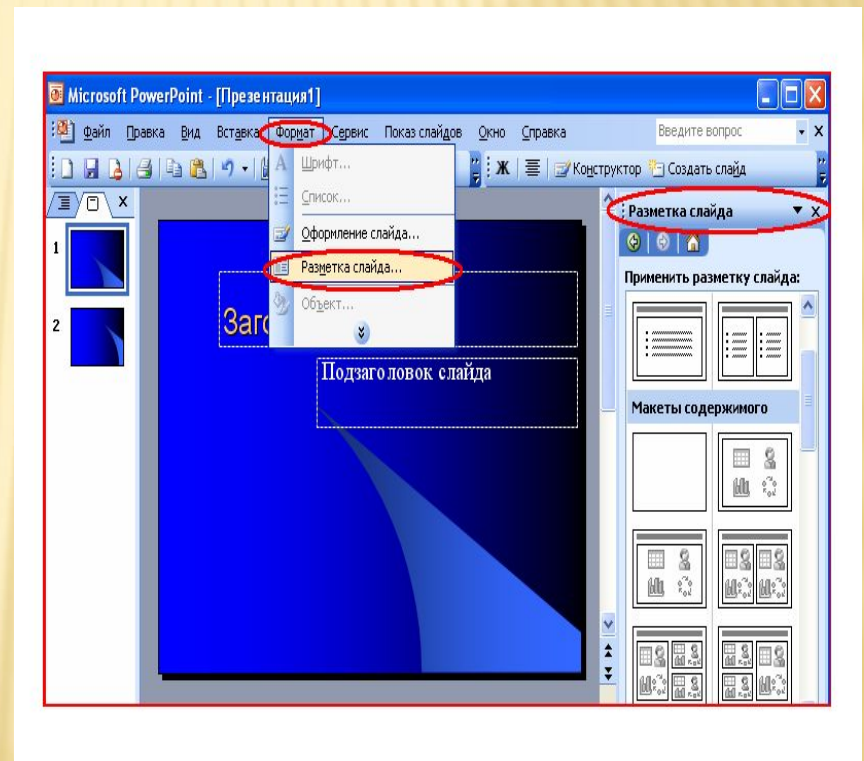 Microsoft PowerPoint - [Презентация1]
Файл Правка Вид Вставка Формат Сервис Показ слайдов Окно Справка Введите вопрос
Ж Конструктор Создать слайд
Шрифт...
Список...
Оформление слайда...
Разметка слайда...
Объект...
1
2
Заго
Подзаголовок слайда
Разметка слайда
Применить разметку слайда:
Макеты содержимого